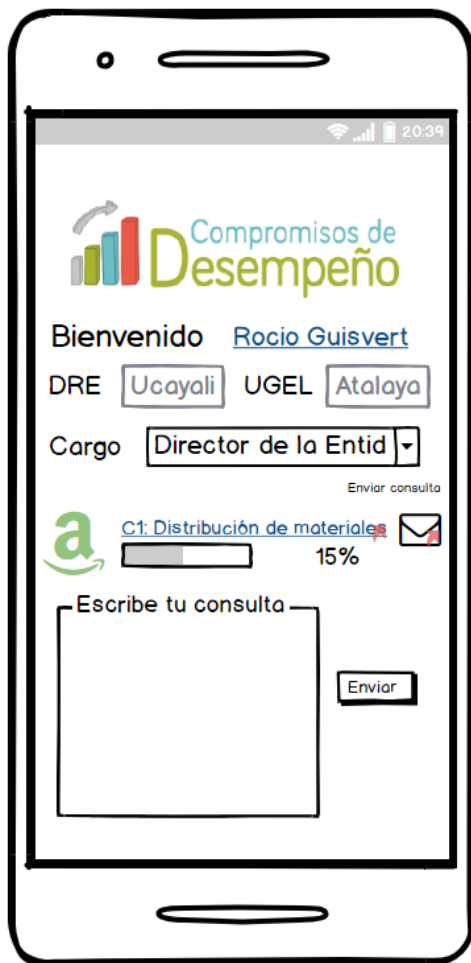 20:39
Compromisos de
Desempeño
Bienvenido Rocio Guisvert
DRE Ucayali UGEL Atalaya
Cargo Director de la Entid
Enviar consulta
a C1: Distribución de materiales
15%
Escribe tu consulta
Enviar